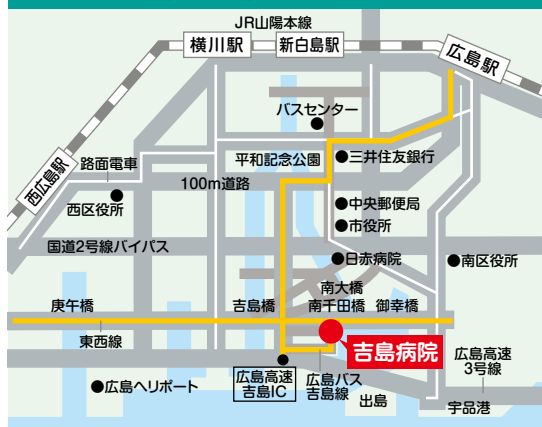 JR山陽本線
横川駅
新白島駅
広島駅
バスセンター
西広島駅
路面電車
平和記念公園
三井住友銀行
100m道路
西区役所
中央郵便局
市役所
国道2号線バイパス
日赤病院
南区役所
南大橋
庚午橋
吉島橋
南千田橋
御幸橋
東西線
吉島病院
広島高速
3号線
広島ヘリポート
広島高速
吉島IC
広島バス
吉島線
出島
宇品港